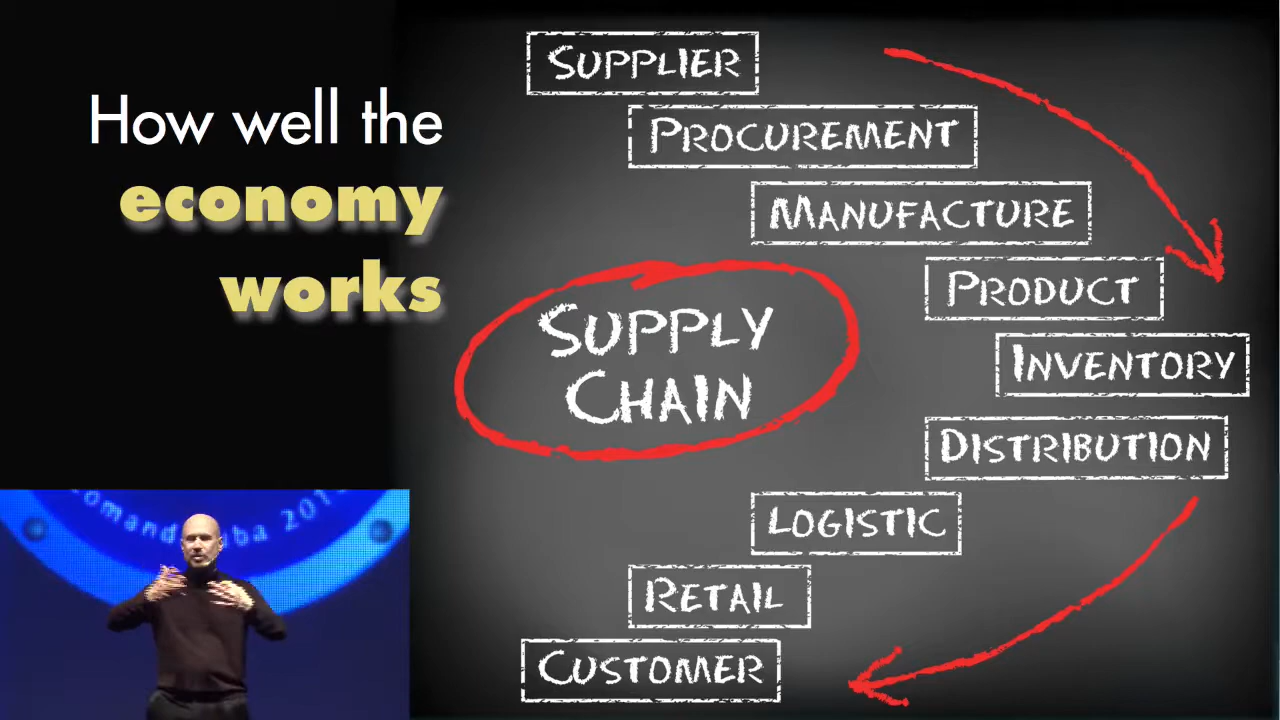 How well the
economy
works
SUPPLIER
PROCUREMENT
MANUFACTURE
PRODUCT
INVENTORY
DISTRIBUTION
LOGISTIC
RETAIL
CUSTOMER
SUPPLY
CHAIN